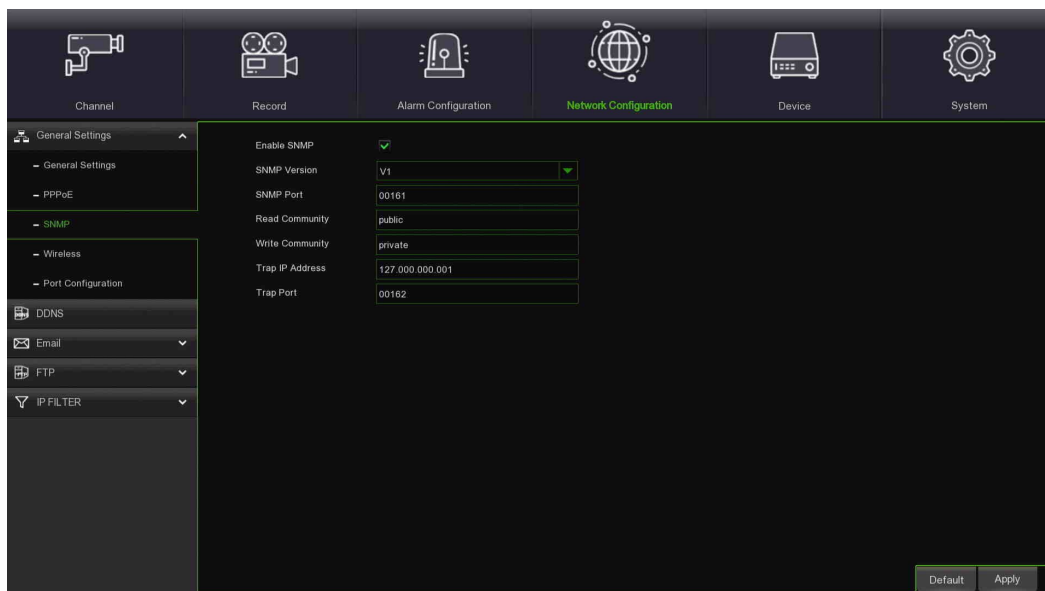 Channel
Record
Alarm Configuration
Network Configuration
Device
System
General Settings
General Settings
PPPoE
SNMP
Wireless
Port Configuration
DDNS
Email
FTP
IP FILTER
Enable SNMP
SNMP Version V1
SNMP Port 00161
Read Community public
Write Community private
Trap IP Address 127.000.000.001
Trap Port 00162
Default Apply